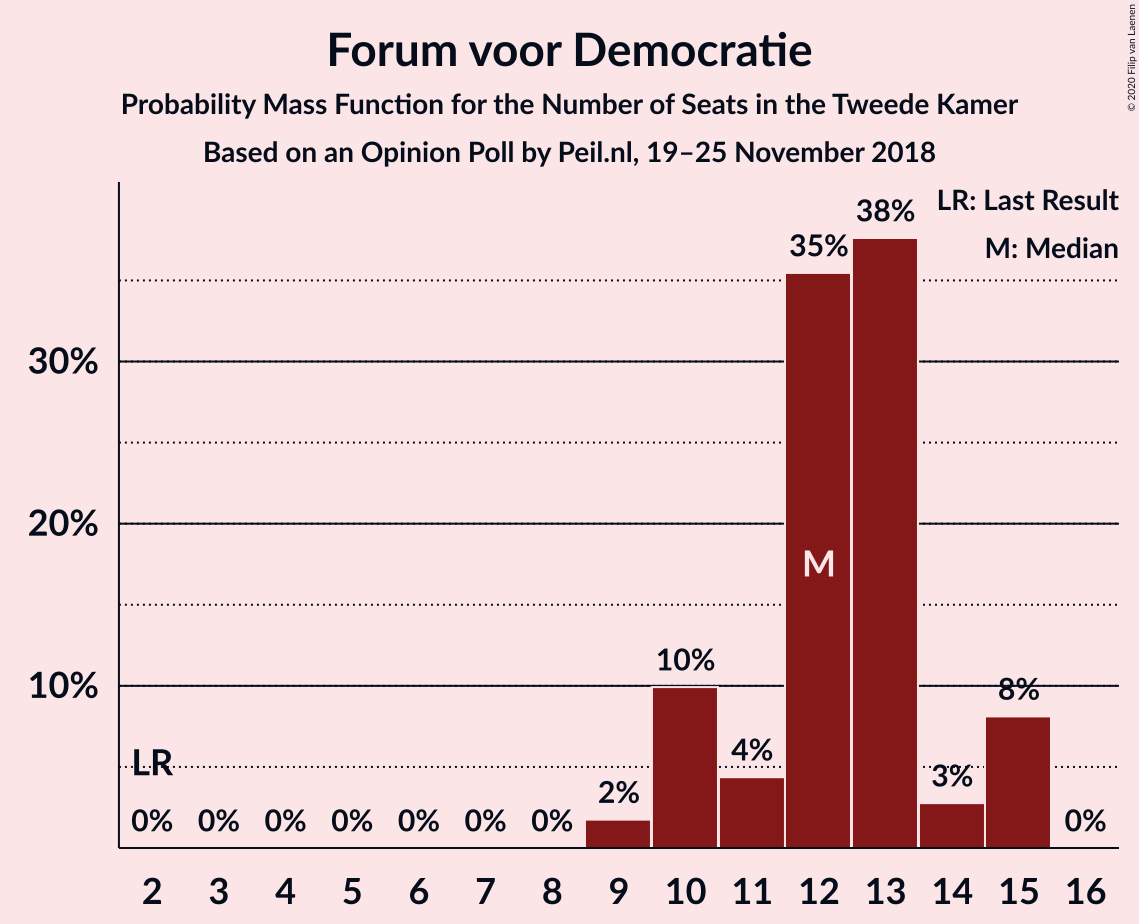 Forum voor Democratie
Probability Mass Function for the Number of Seats in the Tweede Kamer
Based on an Opinion Poll by Peil.nl, 19–25 November 2018
© 2020 Filip van Laenen
LR: Last Result
M: Median
38%
35%
30%
20%
M
10%
10%
8%
LR
4%
3%
2%
0% 0% 0% 0% 0% 0% 0% 0%
2 3 4 5 6 7 8 9 10 11 12 13 14 15 16